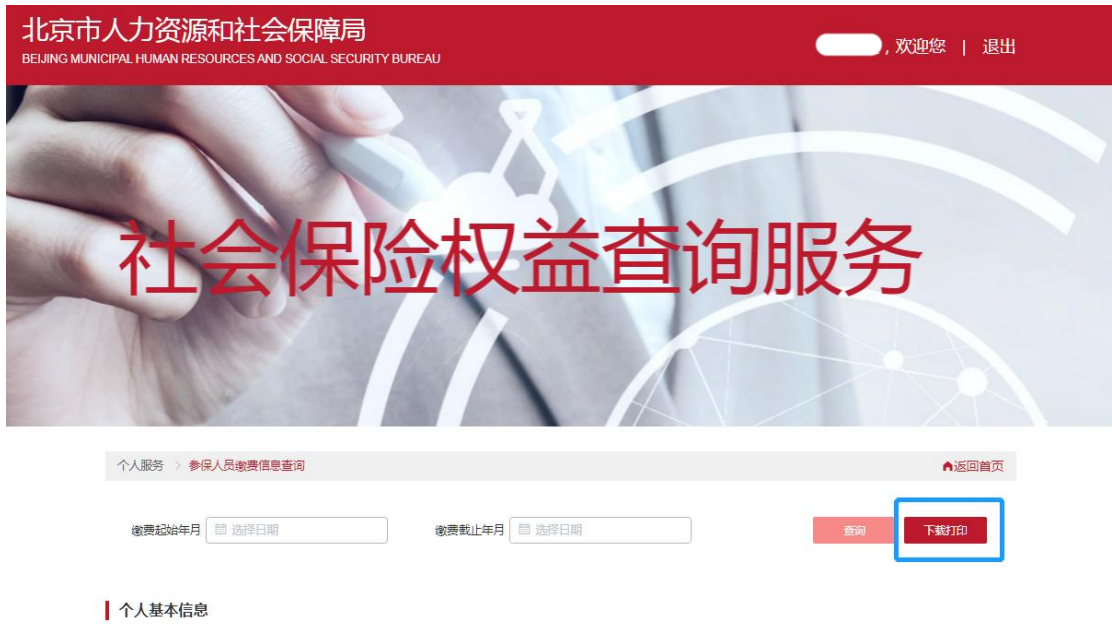 北京市人力资源和社会保障局
BEIJING MUNICIPAL HUMAN RESOURCES AND SOCIAL SECURITY BUREAU
, 欢迎您 | 退出
社会保险权益查询服务
个人服务 > 参保人员缴费信息查询 返回首页
缴费起始年月 选择日期 缴费截止年月 选择日期 查询 下载打印
个人基本信息